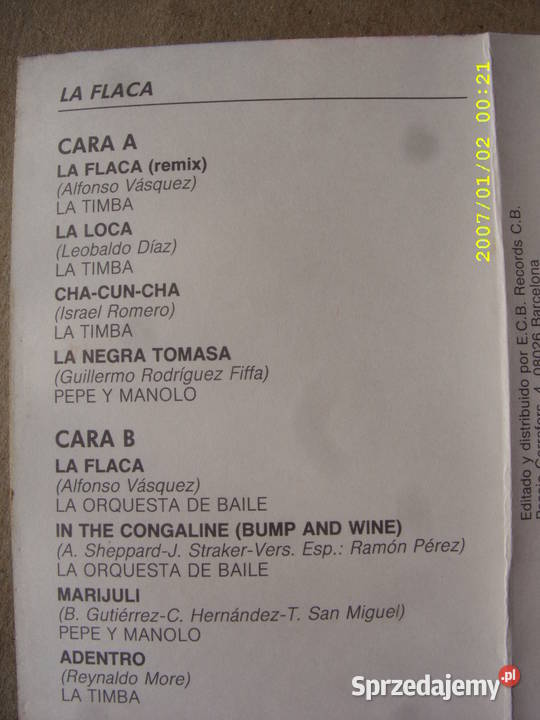 LA FLACA
CARA A
LA FLACA (remix)
(Alfonso Vásquez)
LA TIMBA
LA LOCA
(Leobaldo Díaz)
LA TIMBA
CHA-CUN-CHA
(Israel Romero)
LA TIMBA
LA NEGRA TOMASA
(Guillermo Rodríguez Fiffa)
PEPE Y MANOLO
CARA B
LA FLACA
(Alfonso Vásquez)
LA ORQUESTA DE BAILE
IN THE CONGALINE (BUMP AND WINE)
(A. Sheppard-J. Straker-Vers. Esp.: Ramón Pérez)
LA ORQUESTA DE BAILE
MARIJULI
(B. Gutiérrez-C. Hernández-T. San Miguel)
PEPE Y MANOLO
ADENTRO
(Reynaldo More)
LA TIMBA
2007/01/02 00:21
Editado y distribuido por E.C.B. Records C.B.
4, 08026 Barcelona
Sprzedajemy.pl